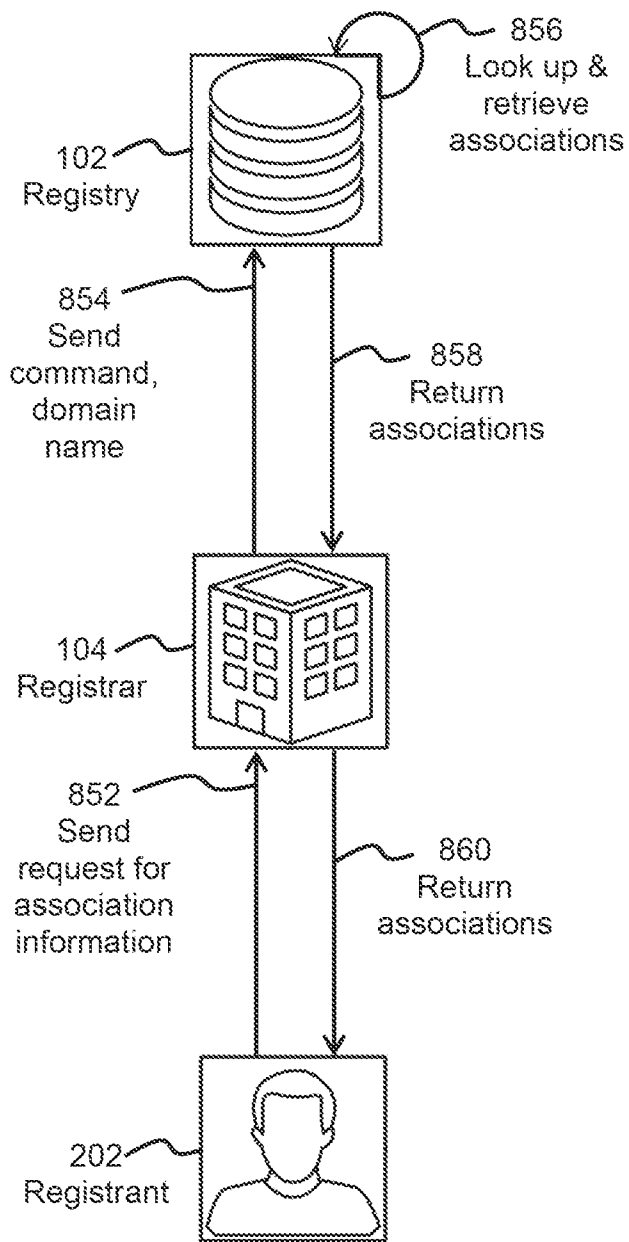 856
Look up &
retrieve
associations
102
Registry
854
Send
command,
domain
name
858
Return
associations
104
Registrar
852
Send
request for
association
information
860
Return
associations
202
Registrant